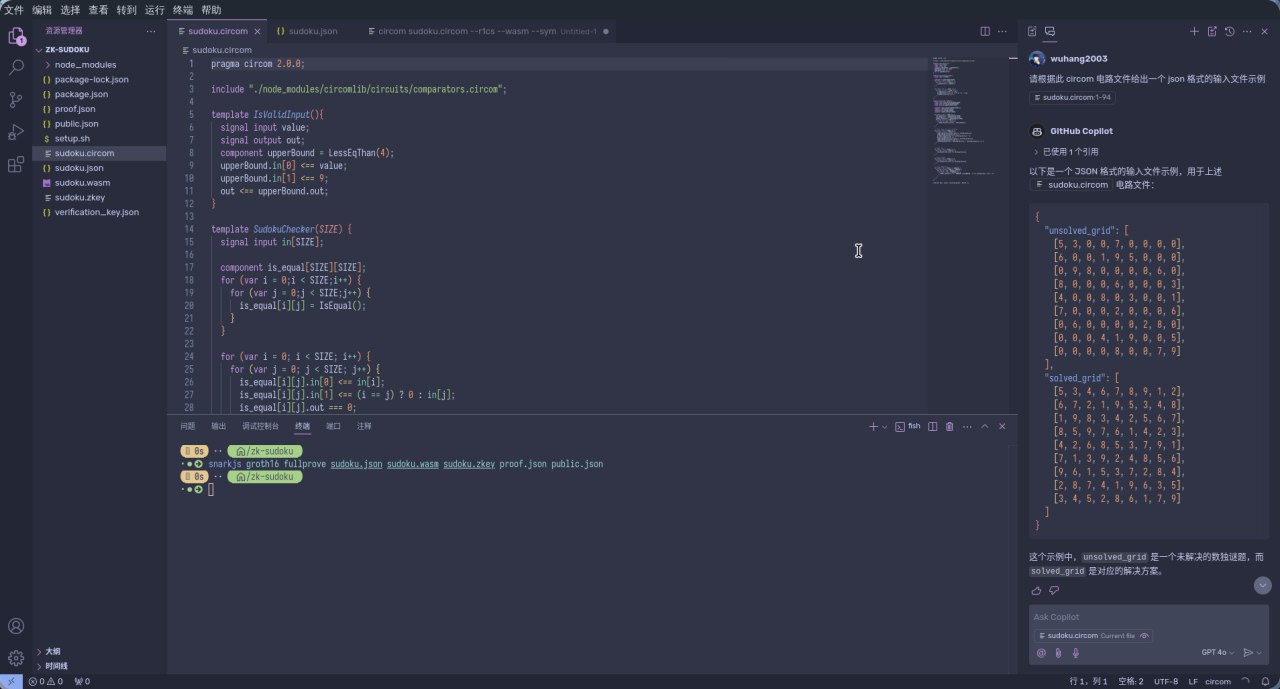 文件 编辑 选择 查看 转到 运行 终端 帮助
资源管理器 ···
ZK-SUDOKU
node_modules
{} package-lock.json
{} package.json
{} proof.json
{} public.json
$ setup.sh
sudoku.circom
{} sudoku.json
sudoku.wasm
sudoku.zkey
{} verification_key.json
大纲
时间线
1
sudoku.circom ×
{} sudoku.json
circom sudoku.circom --r1cs --wasm --sym Untitled-1 ●
sudoku.circom
1 pragma circom 2.0.0;
2
3 include "./node_modules/circomlib/circuits/comparators.circom";
4
5 template IsValidInput(){
6 signal input value;
7 signal output out;
8 component upperBound = LessEqThan(4);
9 upperBound.in[0] <== value;
10 upperBound.in[1] <== 9;
11 out <== upperBound.out;
12 }
13
14 template SudokuChecker(SIZE) {
15 signal input in[SIZE];
16
17 component is_equal[SIZE][SIZE];
18 for (var i = 0;i < SIZE;i++) {
19 for (var j = 0;j < SIZE;j++) {
20 is_equal[i][j] = IsEqual();
21 }
22 }
23
24 for (var i = 0; i < SIZE; i++) {
25 for (var j = 0; j < SIZE; j++) {
26 is_equal[i][j].in[0] <== in[i];
27 is_equal[i][j].in[1] <== (i == j) ? 0 : in[j];
28 is_equal[i][j].out === 0;
问题 输出 调试控制台 终端 端口 注释
fish
0s ·· /zk-sudoku
snarkjs groth16 fullprove sudoku.json sudoku.wasm sudoku.zkey proof.json public.json
0s ·· /zk-sudoku
wuhang2003
请根据此 circom 电路文件给出一个 json 格式的输入文件示例
sudoku.circom:1-94
GitHub Copilot
已使用 1 个引用
以下是一个 JSON 格式的输入文件示例，用于上述
sudoku.circom 电路文件：
{
"unsolved_grid": [
[5, 3, 0, 0, 7, 0, 0, 0, 0],
[6, 0, 0, 1, 9, 5, 0, 0, 0],
[0, 9, 8, 0, 0, 0, 0, 6, 0],
[8, 0, 0, 0, 6, 0, 0, 0, 3],
[4, 0, 0, 8, 0, 3, 0, 0, 1],
[7, 0, 0, 0, 2, 0, 0, 0, 6],
[0, 6, 0, 0, 0, 0, 2, 8, 0],
[0, 0, 0, 4, 1, 9, 0, 0, 5],
[0, 0, 0, 0, 8, 0, 0, 7, 9]
],
"solved_grid": [
[5, 3, 4, 6, 7, 8, 9, 1, 2],
[6, 7, 2, 1, 9, 5, 3, 4, 8],
[1, 9, 8, 3, 4, 2, 5, 6, 7],
[8, 5, 9, 7, 6, 1, 4, 2, 3],
[4, 2, 6, 8, 5, 3, 7, 9, 1],
[7, 1, 3, 9, 2, 4, 8, 5, 6],
[9, 6, 1, 5, 3, 7, 2, 8, 4],
[2, 8, 7, 4, 1, 9, 6, 3, 5],
[3, 4, 5, 2, 8, 6, 1, 7, 9]
]
}
这个示例中，unsolved_grid 是一个未解决的数独谜题，而
solved_grid 是对应的解决方案。
Ask Copilot
sudoku.circom Current file
GPT 4o
0 0 0
行 1，列 1 空格: 2 UTF-8 LF circom